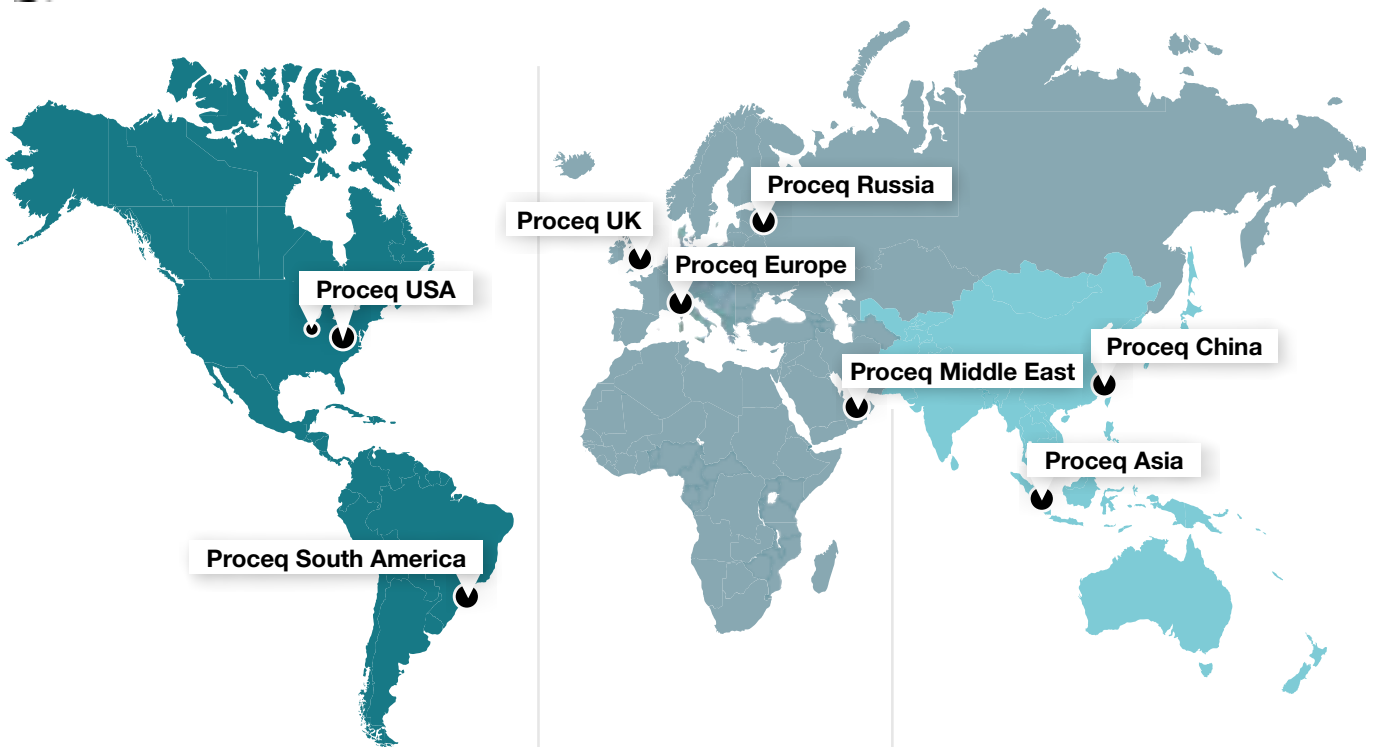 Proceq Russia
Proceq UK
Proceq Europe
Proceq USA
Proceq China
Proceq Middle East
Proceq Asia
Proceq South America